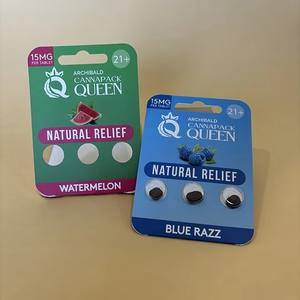 15MG
PER TABLET
21+
ARCHIBALD
CANNAPACK
QUEEN
NATURAL RELIEF
WATERMELON
15MG
PER TABLET
21+
ARCHIBALD
CANNAPACK
QUEEN
NATURAL RELIEF
BLUE RAZZ